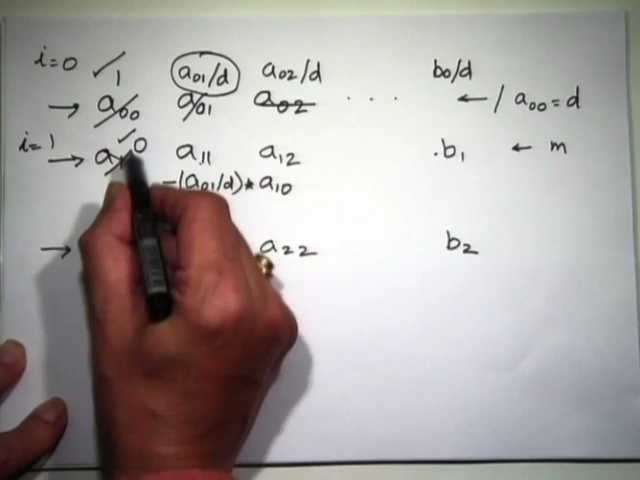 i=0 ✓ 1 a01/d a02/d b0/d
→ a00 a01 a02 . . . ← / a00 = d
i=1 → a10 ✓ 0 a11 a12 .b1 ← m
-(a01/d)*a10
→ a22 b2